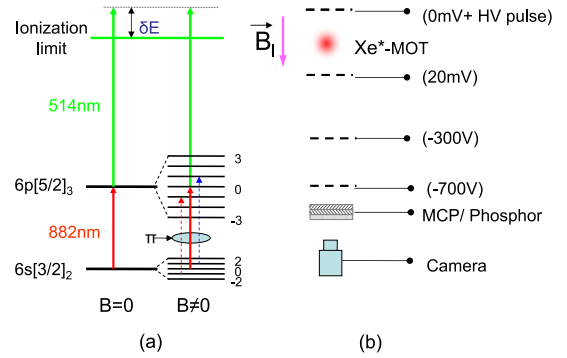 Ionization
limit
δE
514nm
6p[5/2]₃
3
0
-3
882nm
π
6s[3/2]₂
2
0
-2
B=0
B≠0
(a)
B_I
(0mV+ HV pulse)
Xe*-MOT
(20mV)
(-300V)
(-700V)
MCP/ Phosphor
Camera
(b)